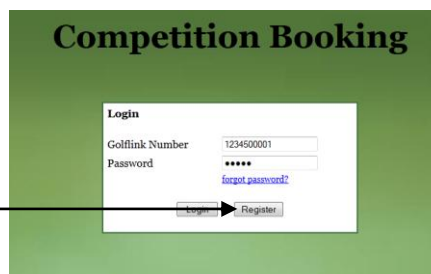 Competition Booking
Login
Golflink Number 1234500001
Password •••••
forgot password?
Login Register